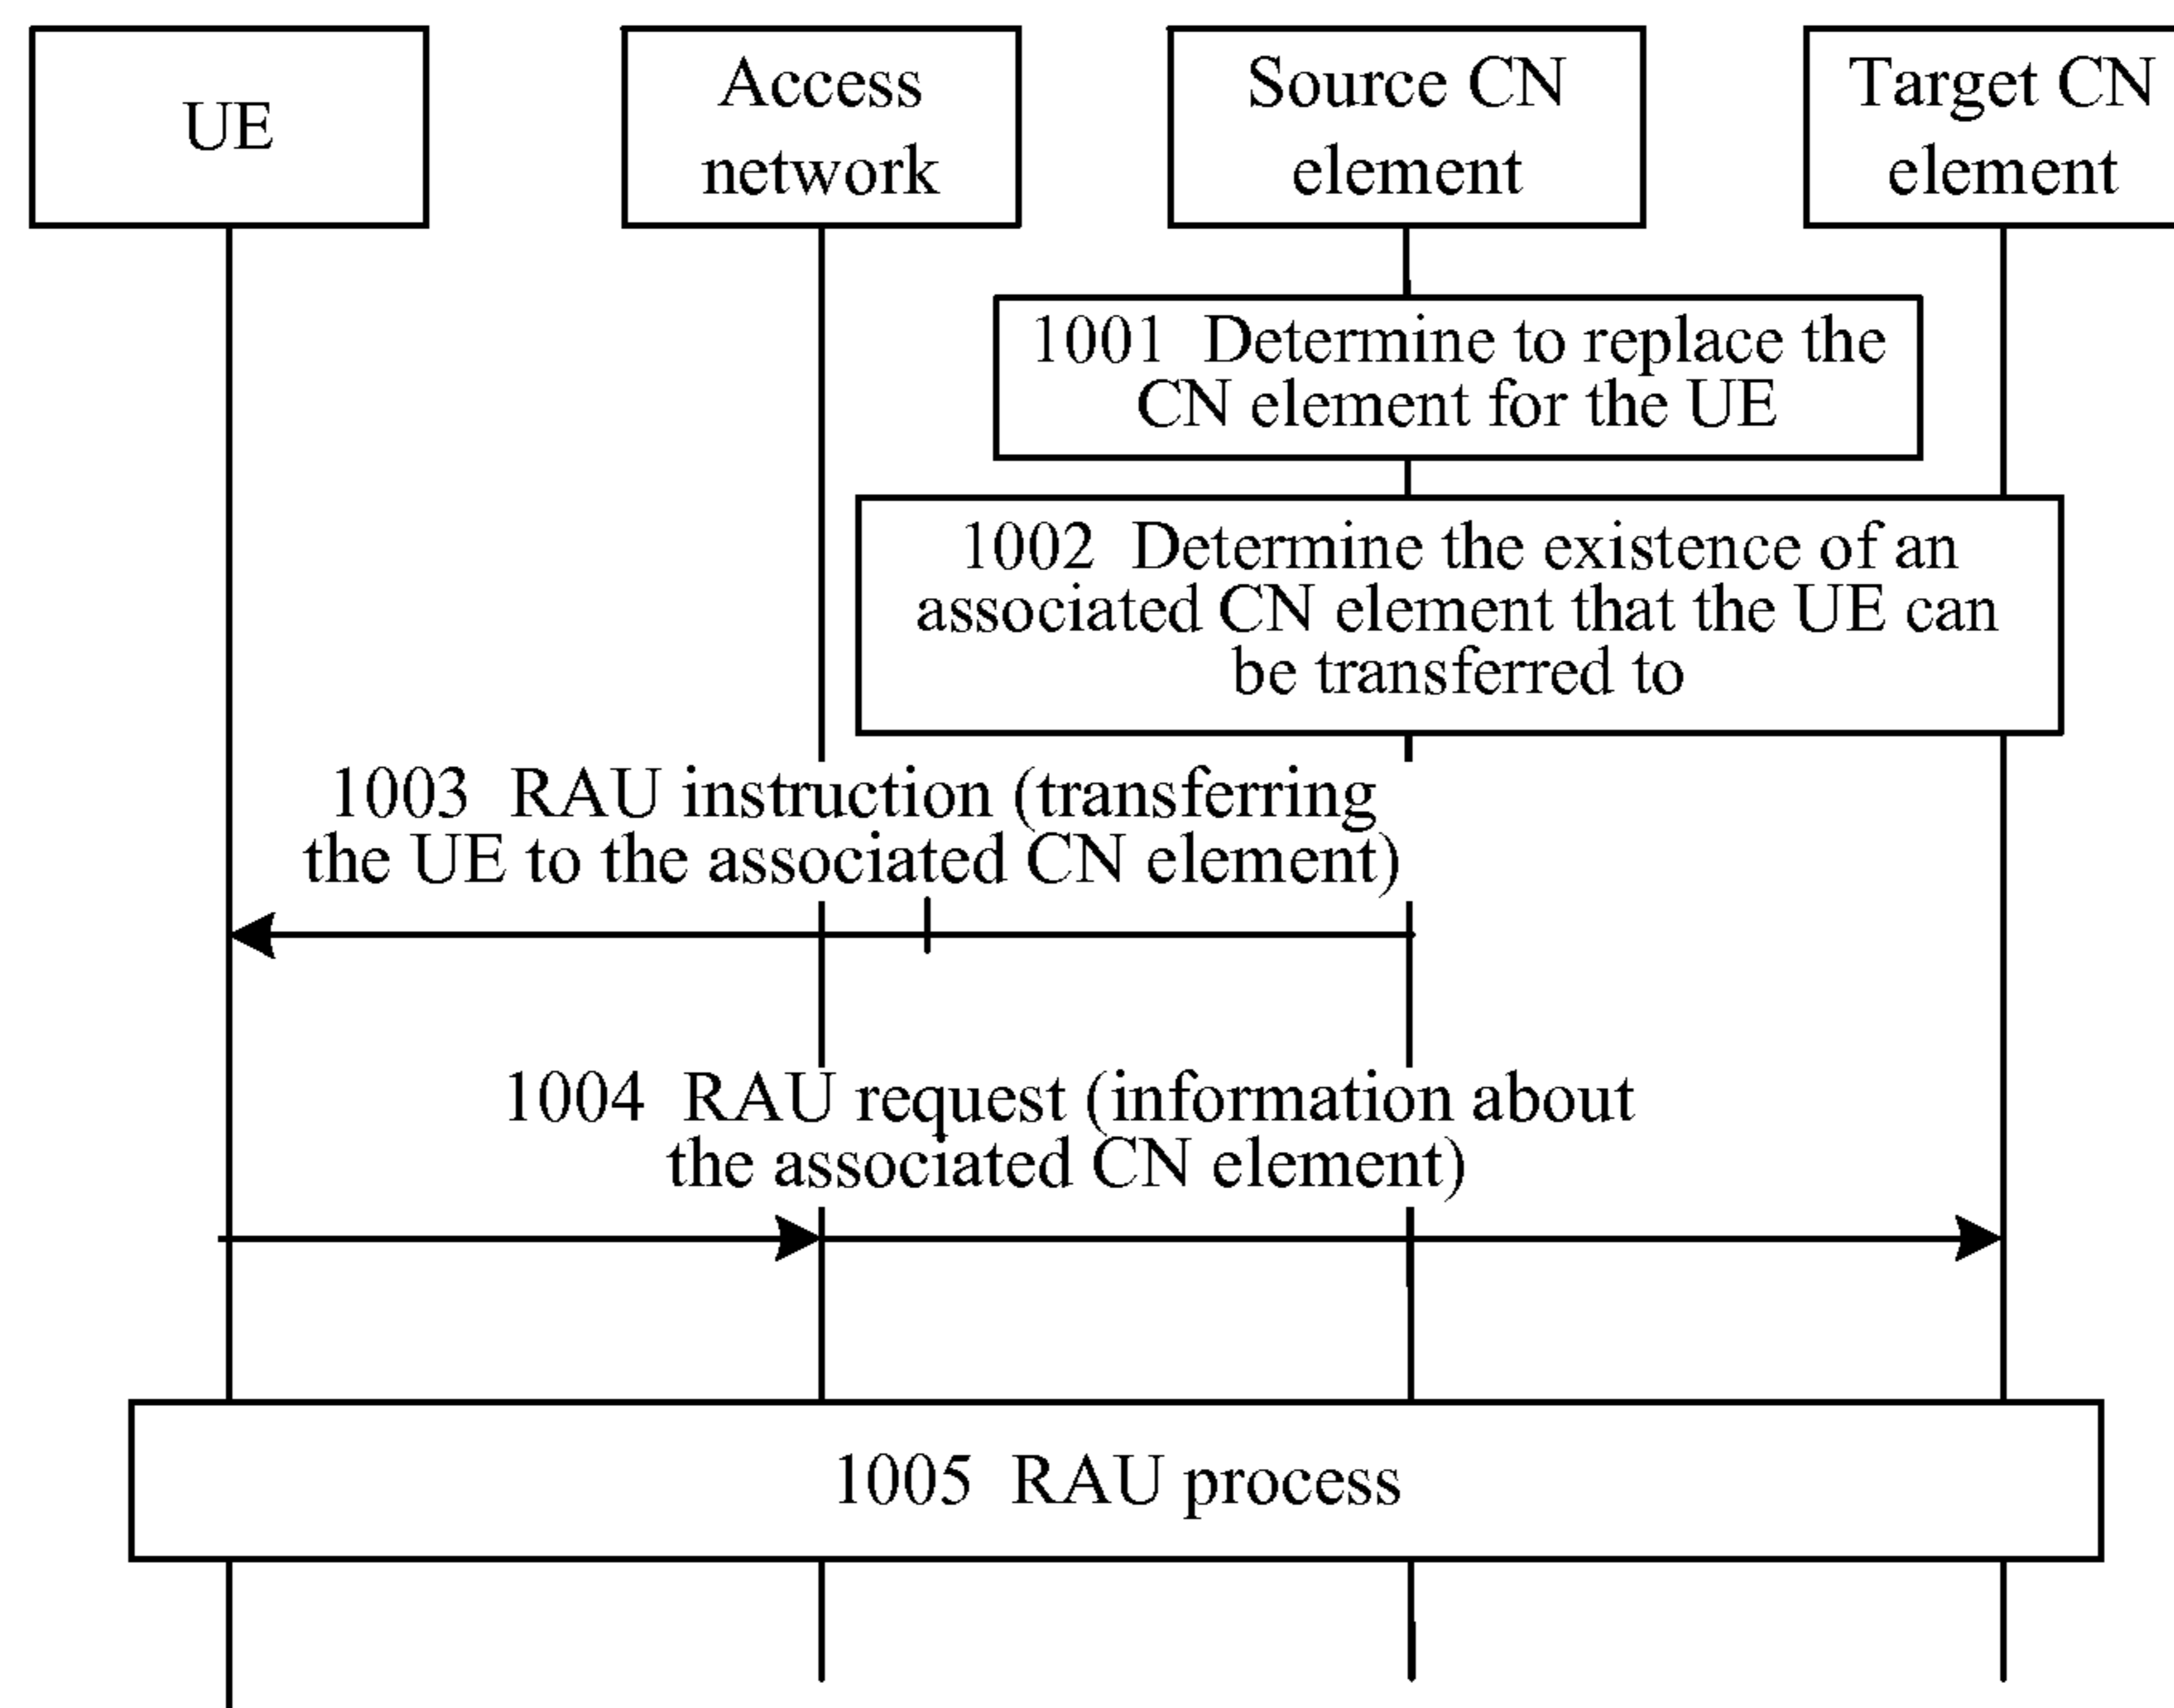 UE
Access
network
Source CN
element
Target CN
element
1001 Determine to replace the
CN element for the UE
1002 Determine the existence of an
associated CN element that the UE can
be transferred to
1003 RAU instruction (transferring
the UE to the associated CN element)
1004 RAU request (information about
the associated CN element)
1005 RAU process